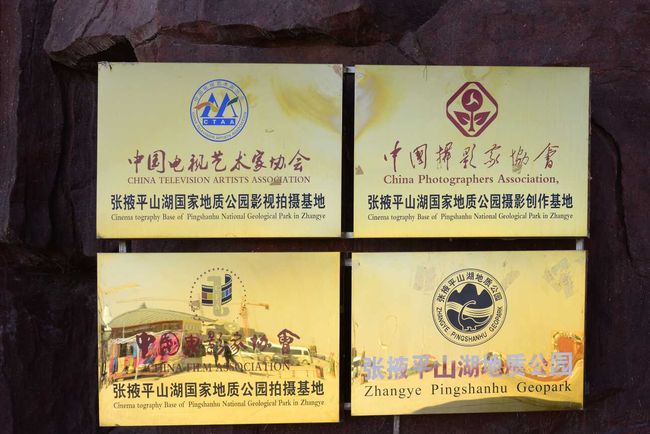 CTAA
中国电视艺术家协会
CHINA TELEVISION ARTISTS ASSOCIATION
张掖平山湖国家地质公园影视拍摄基地
Cinema tography Base of Pingshanhu National Geological Park in Zhangye
中國攝影家協會
China Photographers Association,
张掖平山湖国家地质公园摄影创作基地
Cinema tography Base of Pingshanhu National Geological Park in Zhangye
中国电影家协會
CHINA FILM ASSOCIATION
张掖平山湖国家地质公园拍摄基地
Cinema tography Base of Pingshanhu National Geological Park in Zhangye
张掖平山湖地质公园
ZHANGYE PINGSHANHU GEOPARK
张掖平山湖地质公园
Zhangye Pingshanhu Geopark